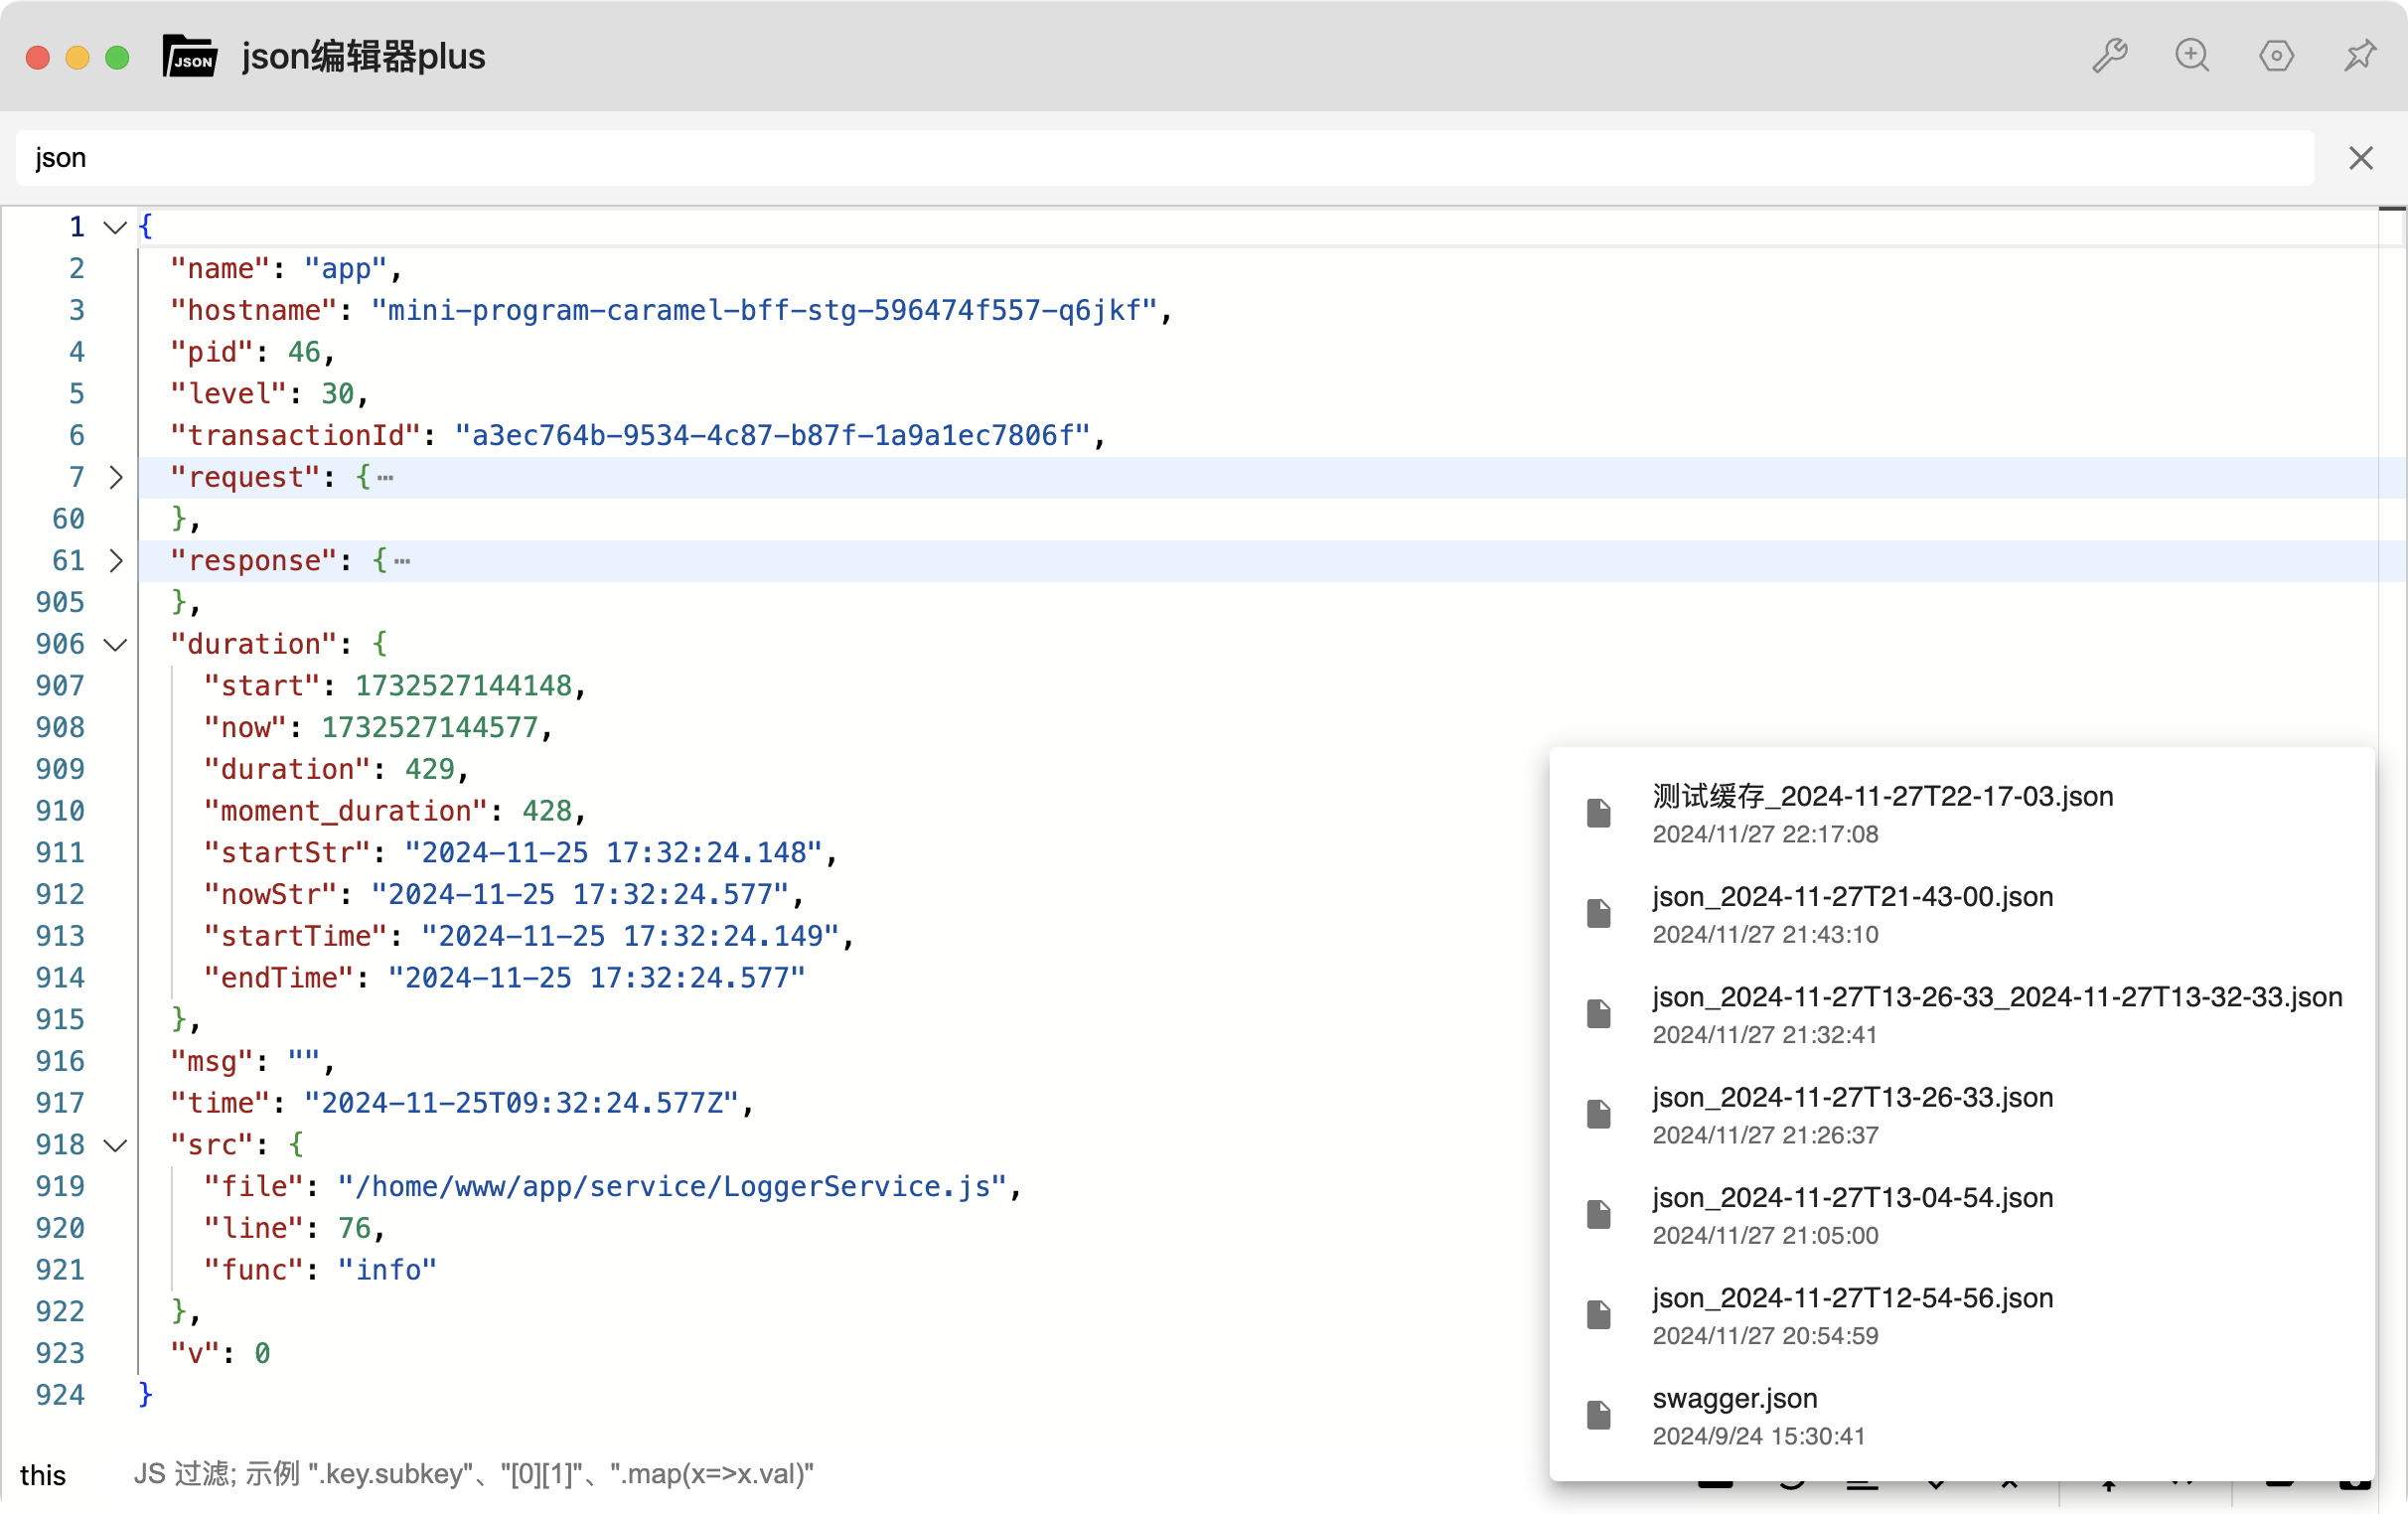 JSON json编辑器plus
json
1 {
2 "name": "app",
3 "hostname": "mini-program-caramel-bff-stg-596474f557-q6jkf",
4 "pid": 46,
5 "level": 30,
6 "transactionId": "a3ec764b-9534-4c87-b87f-1a9a1ec7806f",
7 "request": {⋯
60 },
61 "response": {⋯
905 },
906 "duration": {
907 "start": 1732527144148,
908 "now": 1732527144577,
909 "duration": 429,
910 "moment_duration": 428,
911 "startStr": "2024-11-25 17:32:24.148",
912 "nowStr": "2024-11-25 17:32:24.577",
913 "startTime": "2024-11-25 17:32:24.149",
914 "endTime": "2024-11-25 17:32:24.577"
915 },
916 "msg": "",
917 "time": "2024-11-25T09:32:24.577Z",
918 "src": {
919 "file": "/home/www/app/service/LoggerService.js",
920 "line": 76,
921 "func": "info"
922 },
923 "v": 0
924 }
测试缓存_2024-11-27T22-17-03.json
2024/11/27 22:17:08
json_2024-11-27T21-43-00.json
2024/11/27 21:43:10
json_2024-11-27T13-26-33_2024-11-27T13-32-33.json
2024/11/27 21:32:41
json_2024-11-27T13-26-33.json
2024/11/27 21:26:37
json_2024-11-27T13-04-54.json
2024/11/27 21:05:00
json_2024-11-27T12-54-56.json
2024/11/27 20:54:59
swagger.json
2024/9/24 15:30:41
this JS 过滤; 示例 ".key.subkey"、"[0][1]"、".map(x=>x.val)"